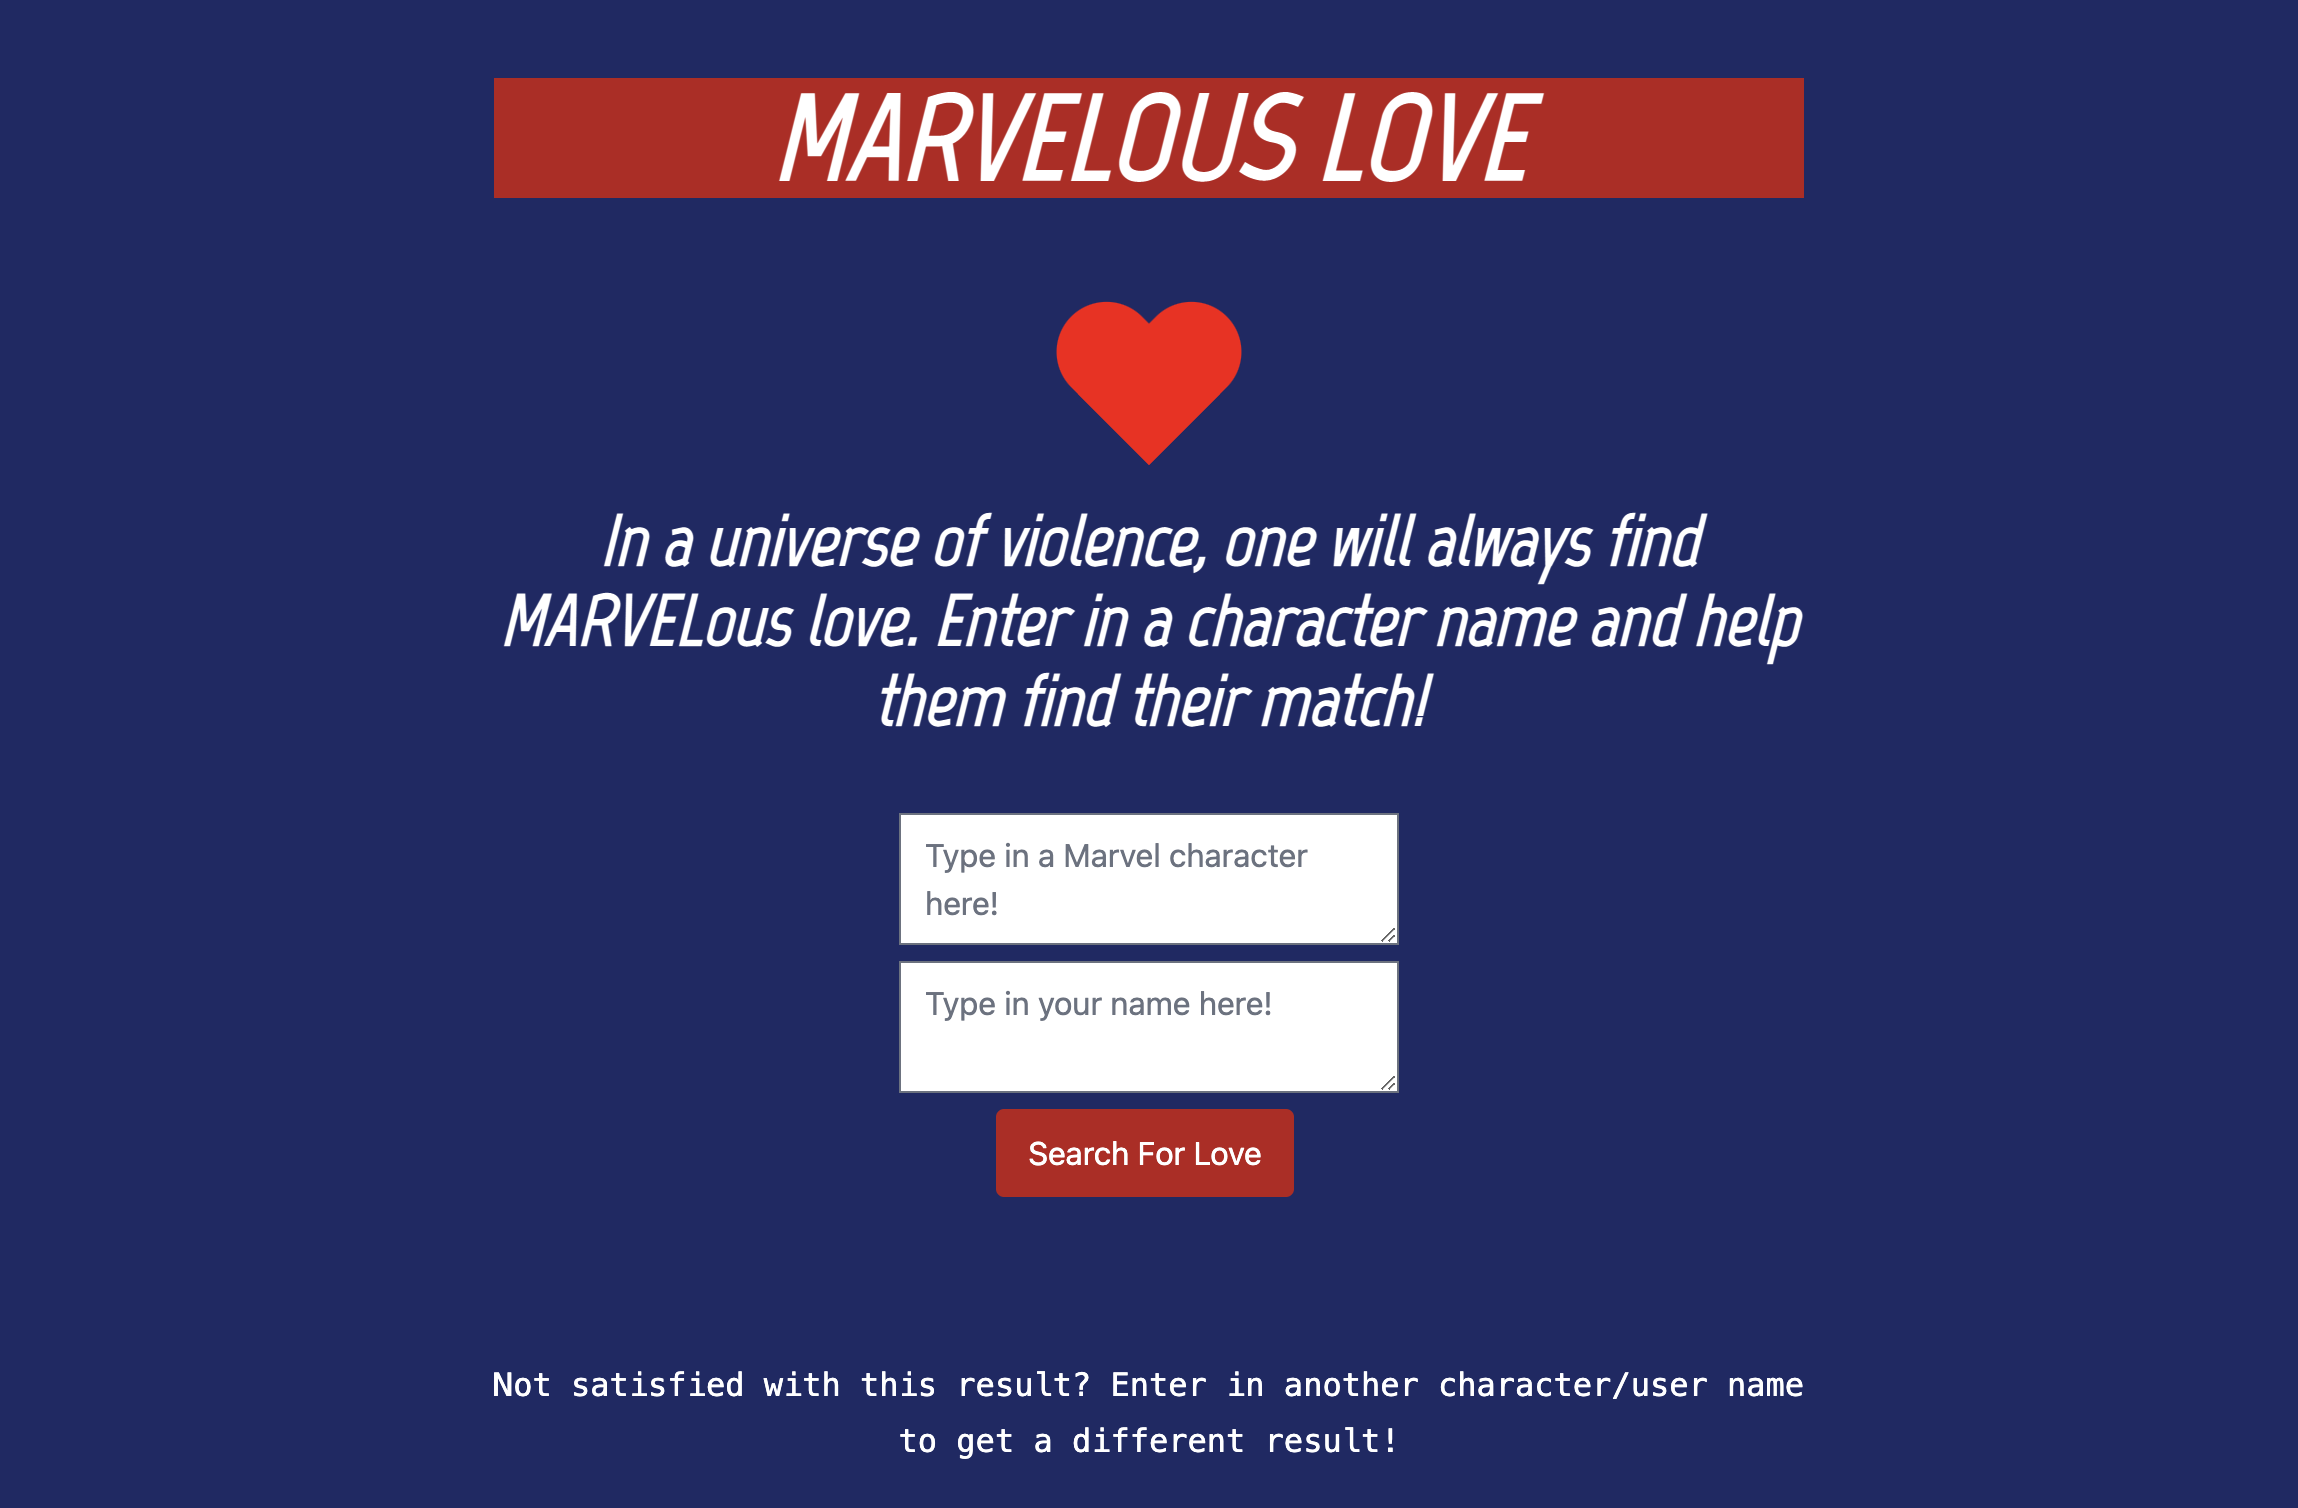 MARVELOUS LOVE
In a universe of violence, one will always find
MARVELous love. Enter in a character name and help
them find their match!
Type in a Marvel character
here!
Type in your name here!
Search For Love
Not satisfied with this result? Enter in another character/user name
to get a different result!